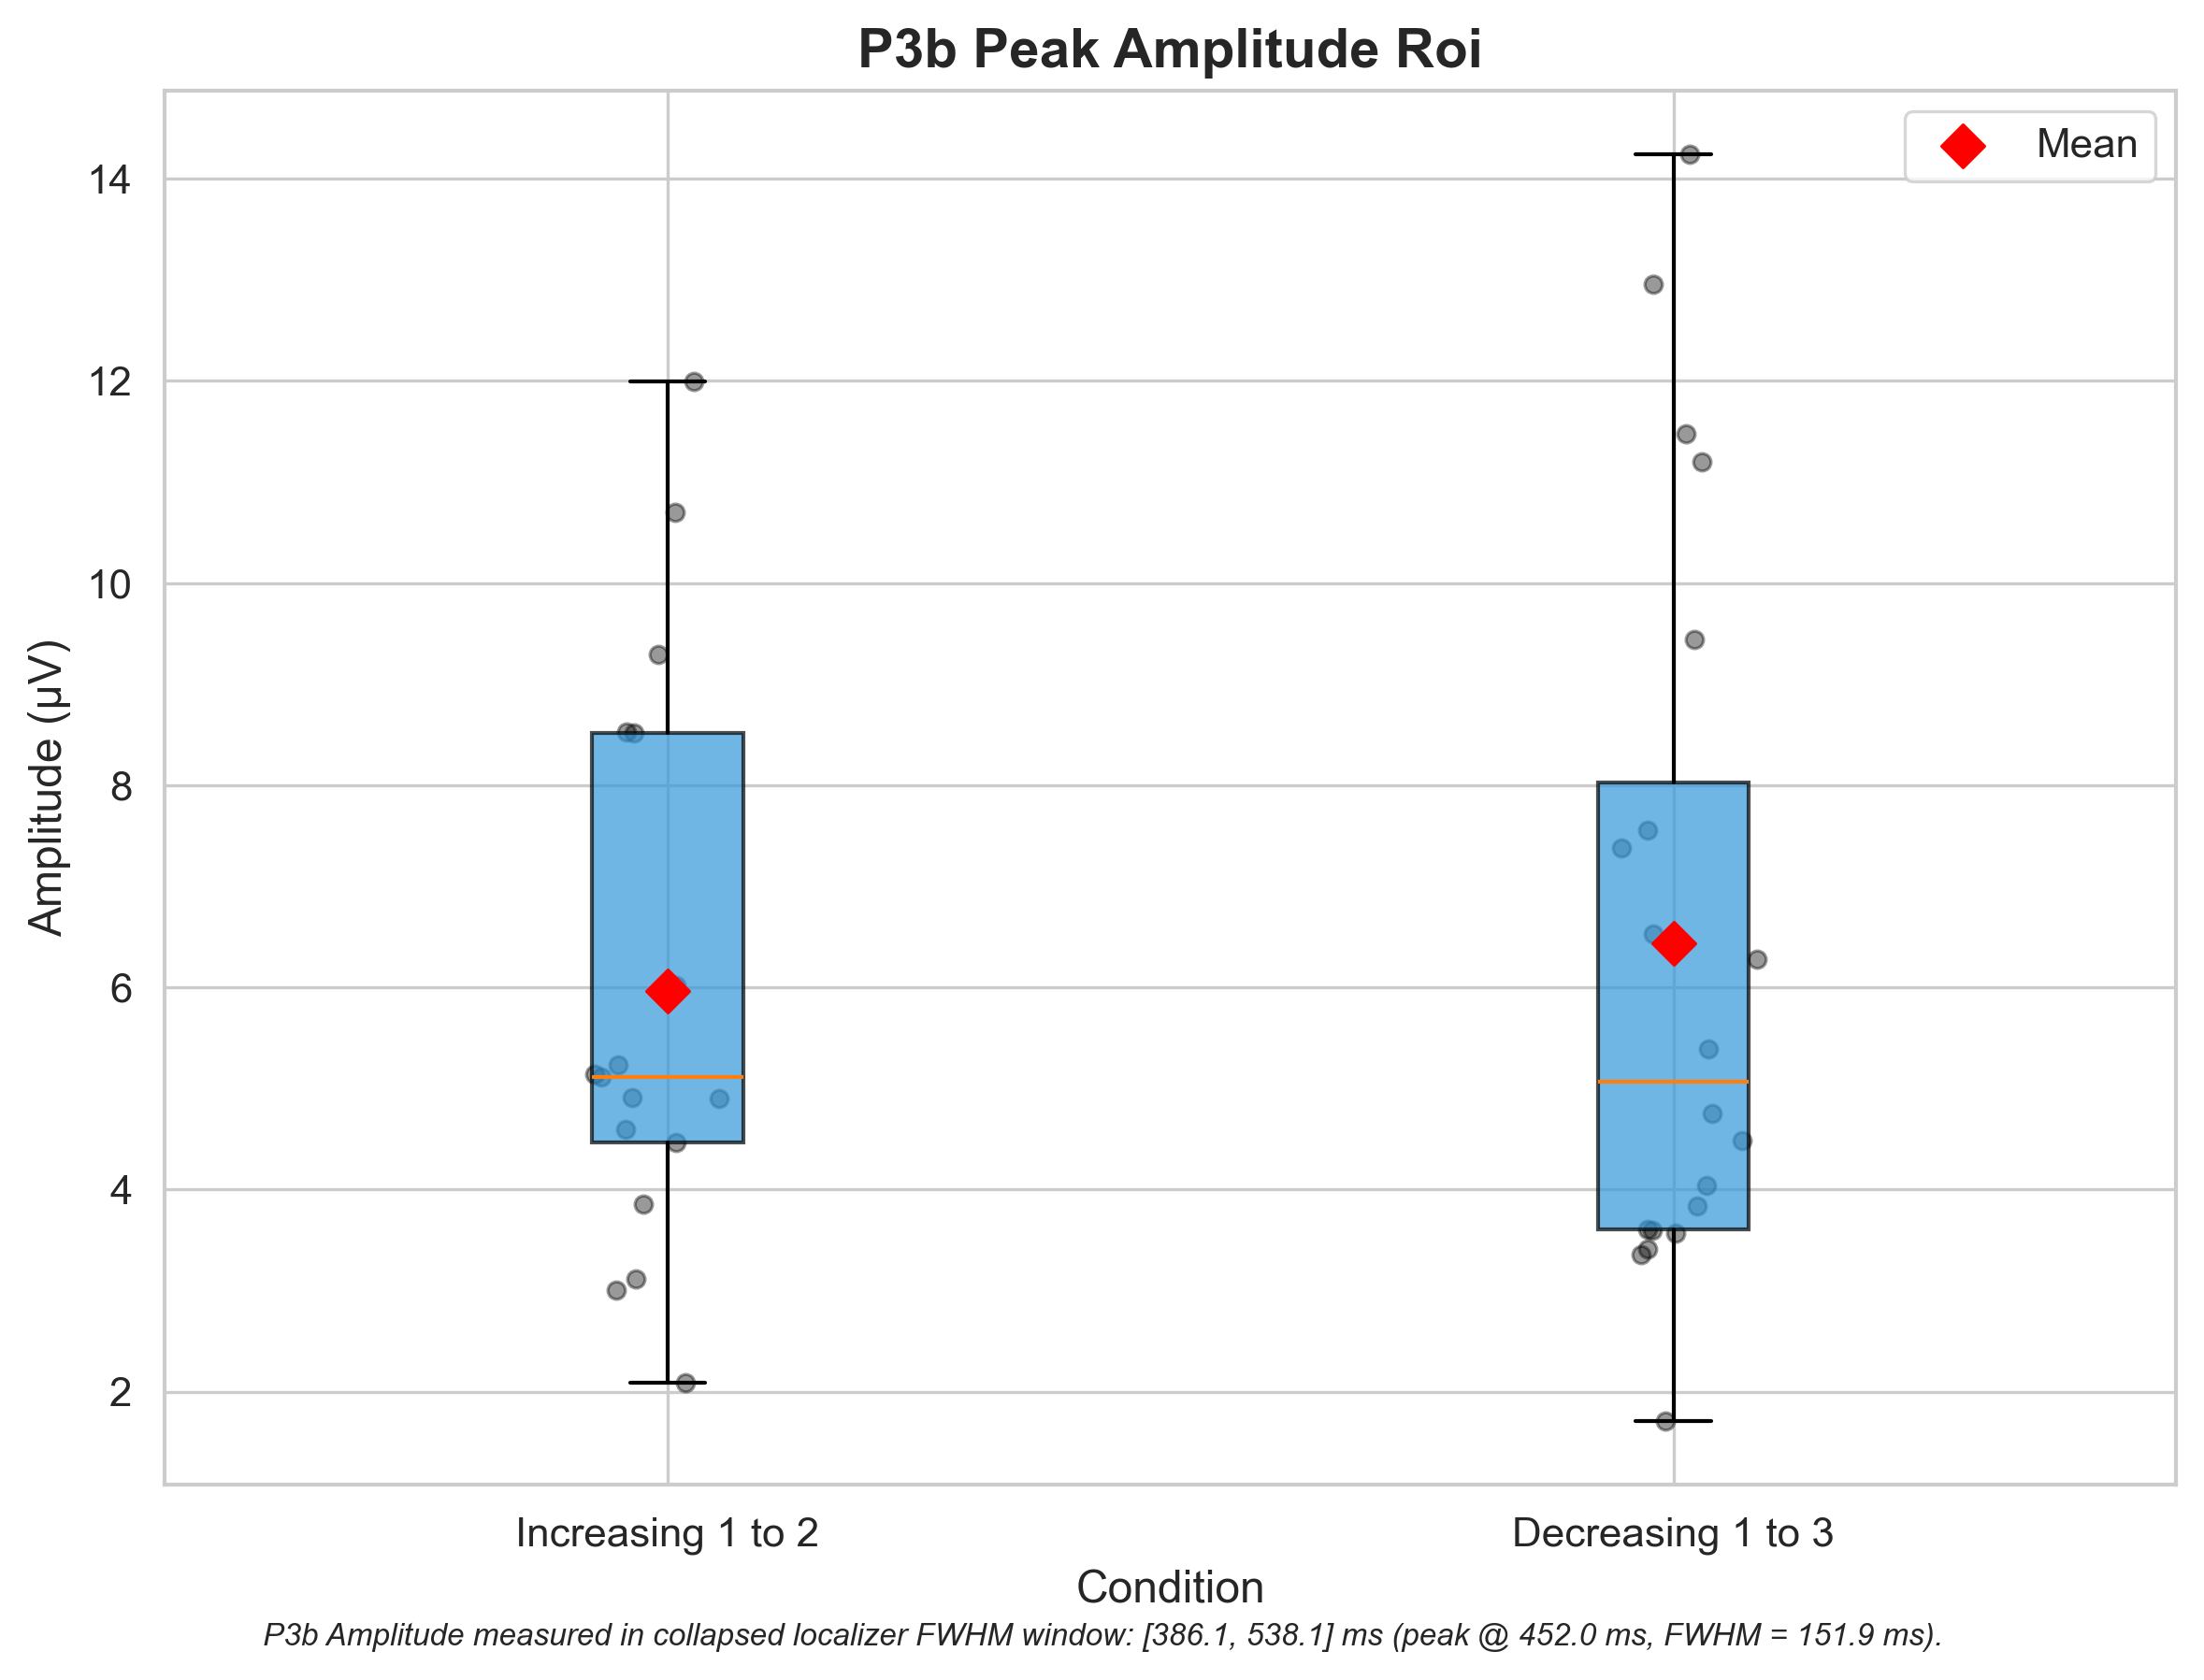 P3b Peak Amplitude Roi
Mean
14
12
10
8
6
4
2
Amplitude (µV)
Increasing 1 to 2
Decreasing 1 to 3
Condition
P3b Amplitude measured in collapsed localizer FWHM window: [386.1, 538.1] ms (peak @ 452.0 ms, FWHM = 151.9 ms).